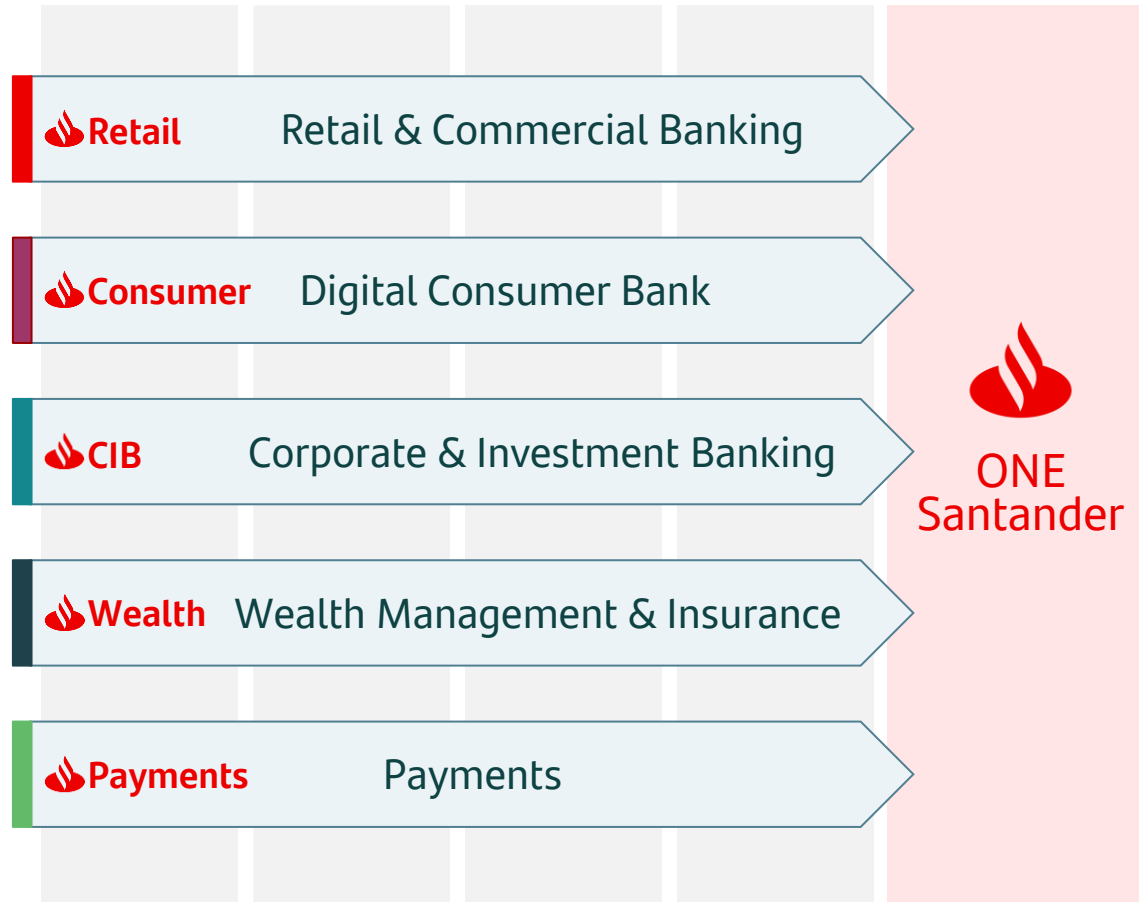 Retail Retail & Commercial Banking
Consumer Digital Consumer Bank
CIB Corporate & Investment Banking
Wealth Wealth Management & Insurance
Payments Payments
ONE
Santander